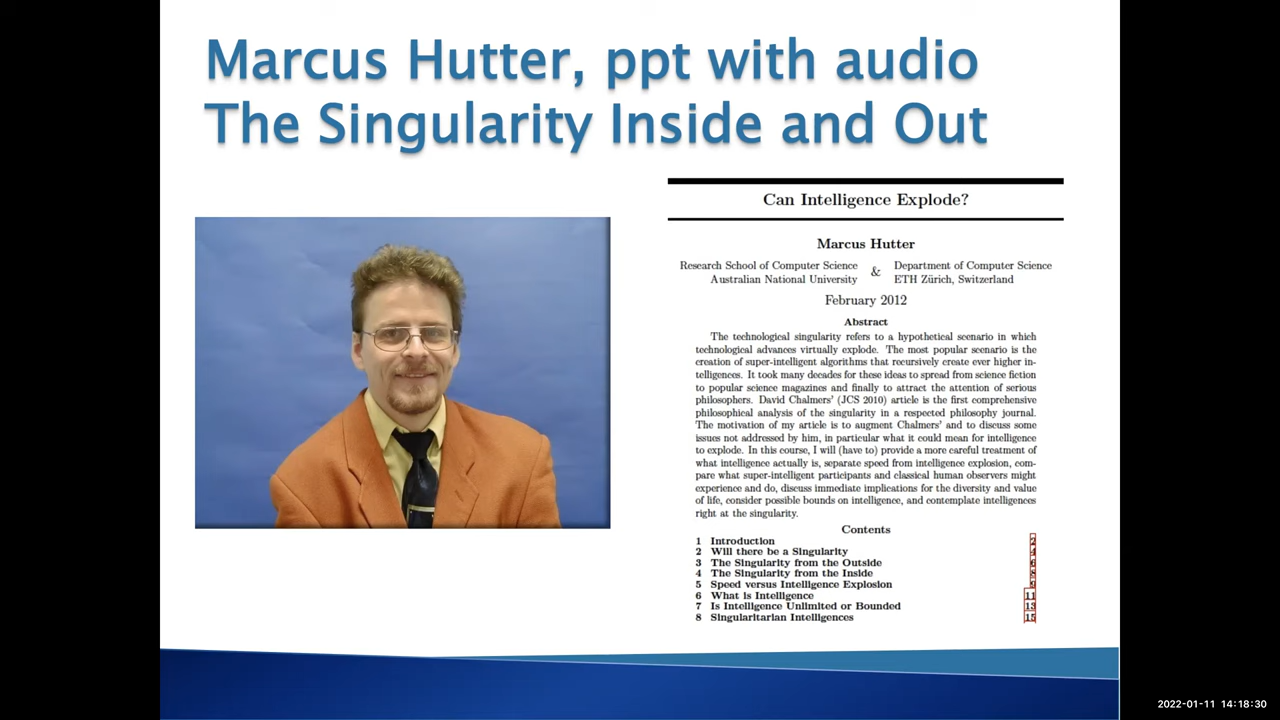 Marcus Hutter, ppt with audio
The Singularity Inside and Out
Can Intelligence Explode?
Marcus Hutter
Research School of Computer Science
Australian National University
&
Department of Computer Science
ETH Zürich, Switzerland
February 2012
Abstract
The technological singularity refers to a hypothetical scenario in which
technological advances virtually explode. The most popular scenario is the
creation of super-intelligent algorithms that recursively create ever higher in-
telligences. It took many decades for these ideas to spread from science fiction
to popular science magazines and finally to attract the attention of serious
philosophers. David Chalmers' (JCS 2010) article is the first comprehensive
philosophical analysis of the singularity in a respected philosophy journal.
The motivation of my article is to augment Chalmers' and to discuss some
issues not addressed by him, in particular what it could mean for intelligence
to explode. In this course, I will (have to) provide a more careful treatment of
what intelligence actually is, separate speed from intelligence explosion, com-
pare what super-intelligent participants and classical human observers might
experience and do, discuss immediate implications for the diversity and value
of life, consider possible bounds on intelligence, and contemplate intelligences
right at the singularity.
Contents
1 Introduction 2
2 Will there be a Singularity 4
3 The Singularity from the Outside 6
4 The Singularity from the Inside 8
5 Speed versus Intelligence Explosion
6 What is Intelligence 11
7 Is Intelligence Unlimited or Bounded 13
8 Singularitarian Intelligences 15
2022-01-11 14:18:30